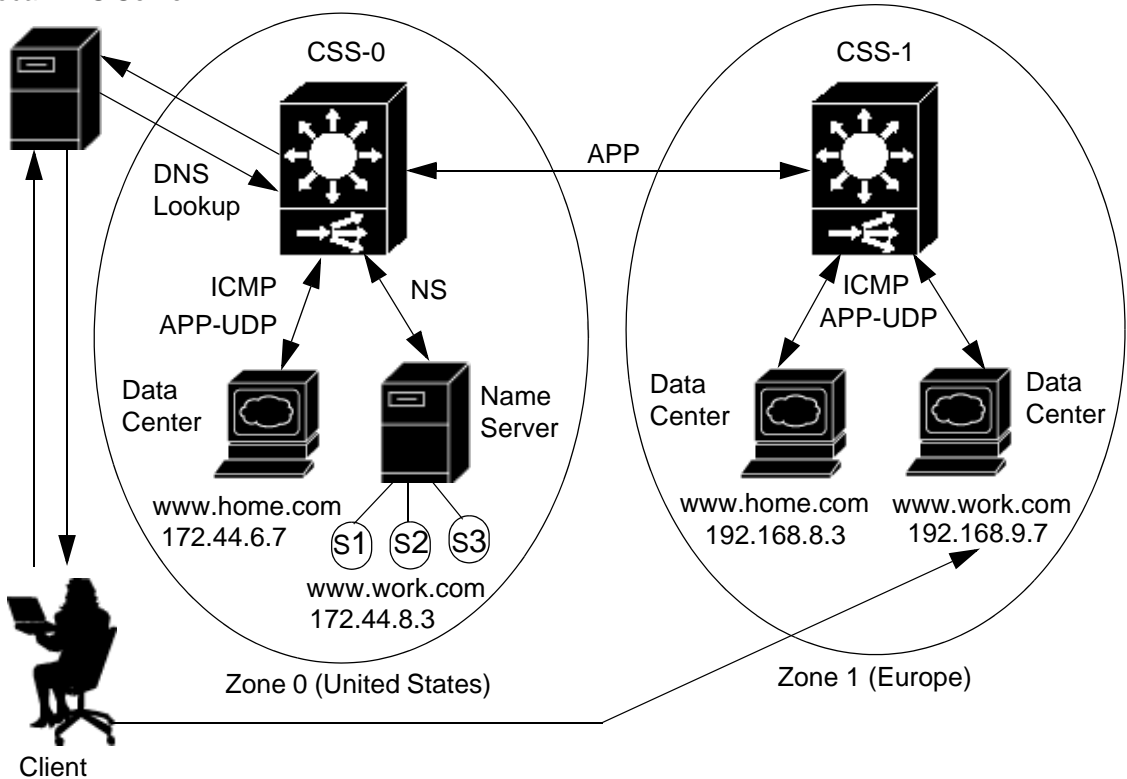 CSS-0
CSS-1
APP
DNS
Lookup
ICMP
APP-UDP
NS
ICMP
APP-UDP
Data
Center
Name
Server
Data
Center
Data
Center
www.home.com
172.44.6.7
S1
S2
S3
www.work.com
172.44.8.3
www.home.com
192.168.8.3
www.work.com
192.168.9.7
Zone 0 (United States)
Zone 1 (Europe)
Client